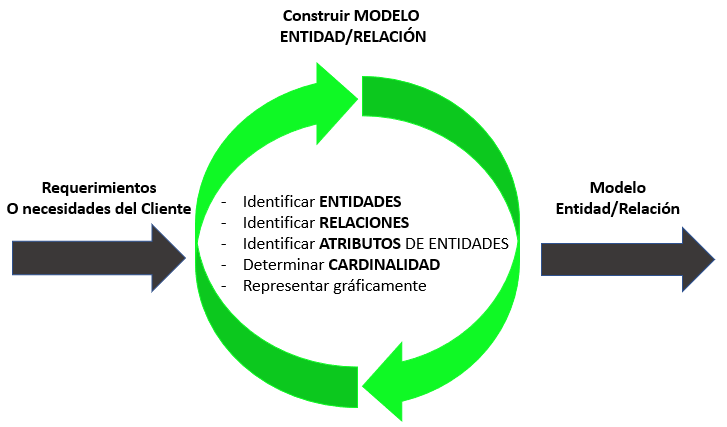 Construir MODELO
ENTIDAD/RELACIÓN
Requerimientos
O necesidades del Cliente
- Identificar ENTIDADES
- Identificar RELACIONES
- Identificar ATRIBUTOS DE ENTIDADES
- Determinar CARDINALIDAD
- Representar gráficamente
Modelo
Entidad/Relación